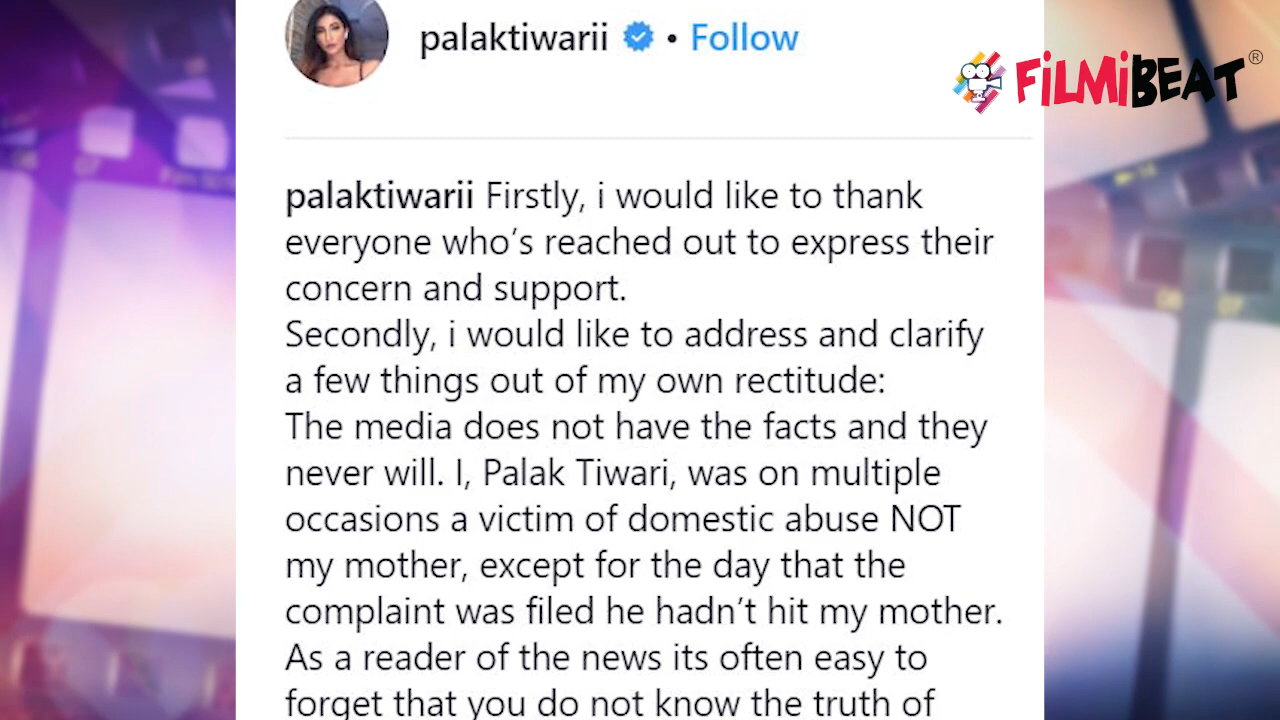 palaktiwarii • Follow
FiLMiBEAT®
palaktiwarii Firstly, i would like to thank
everyone who's reached out to express their
concern and support.
Secondly, i would like to address and clarify
a few things out of my own rectitude:
The media does not have the facts and they
never will. I, Palak Tiwari, was on multiple
occasions a victim of domestic abuse NOT
my mother, except for the day that the
complaint was filed he hadn't hit my mother.
As a reader of the news its often easy to
forget that you do not know the truth of